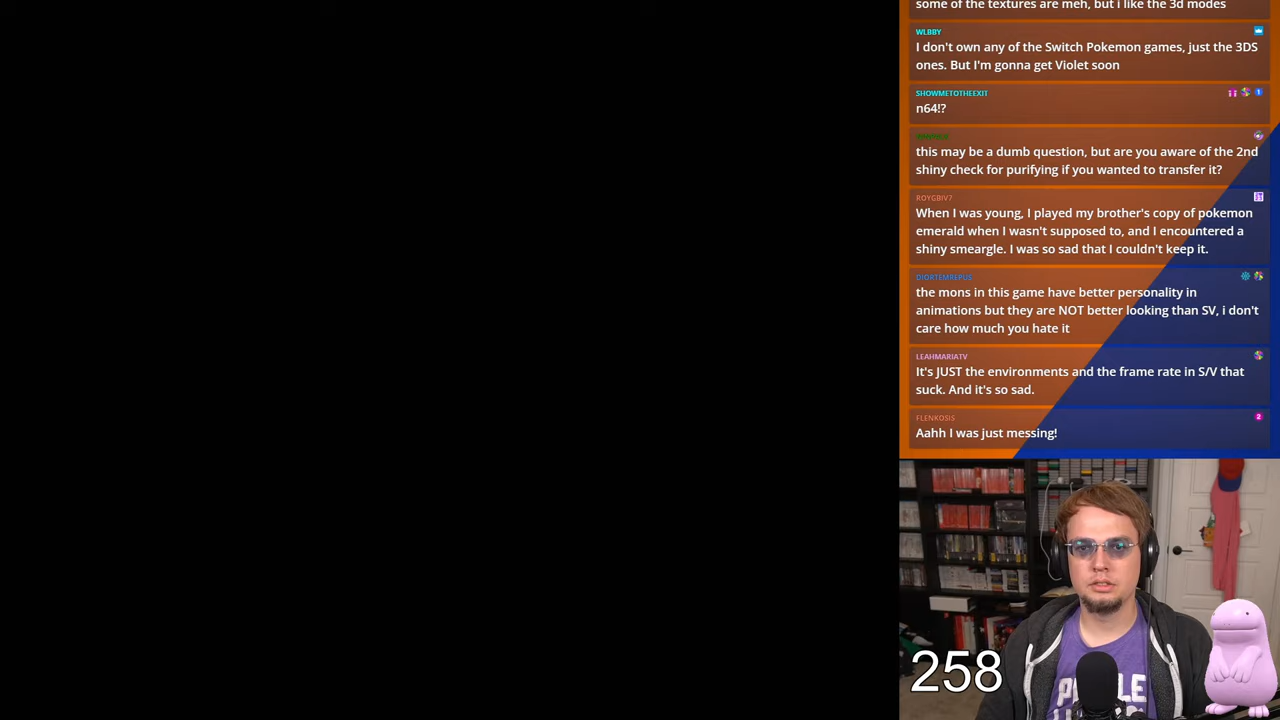 some of the textures are meh, but i like the 3d modes
WLBBY
I don't own any of the Switch Pokemon games, just the 3DS
ones. But I'm gonna get Violet soon
SHOWMETOTHEEXIT
n64!?
this may be a dumb question, but are you aware of the 2nd
shiny check for purifying if you wanted to transfer it?
ROYGBIV7
When I was young, I played my brother's copy of pokemon
emerald when I wasn't supposed to, and I encountered a
shiny smeargle. I was so sad that I couldn't keep it.
DIORTEMREPUS
the mons in this game have better personality in
animations but they are NOT better looking than SV, i don't
care how much you hate it
LEAHMARIATV
It's JUST the environments and the frame rate in S/V that
suck. And it's so sad.
FLENKOSIS
Aahh I was just messing!
258